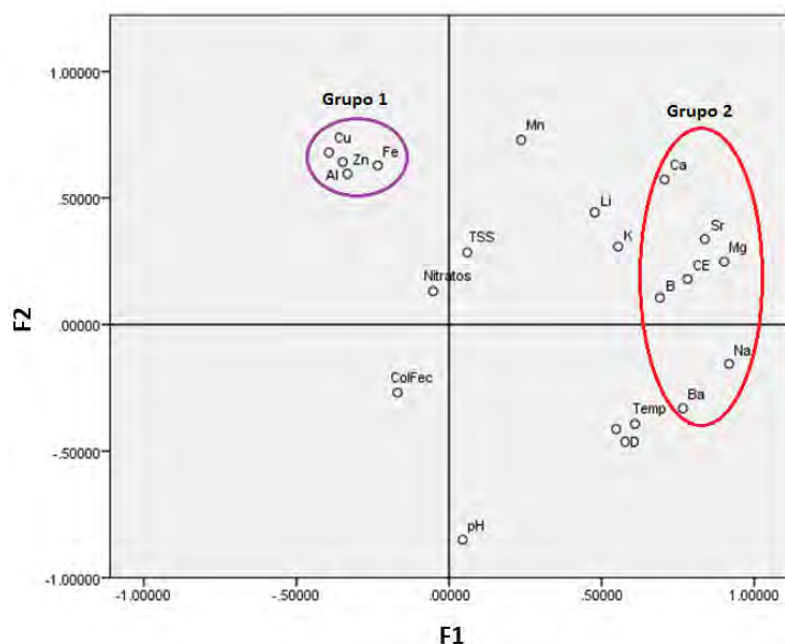 1.00000
Grupo 1
Grupo 2
Cu
Zn
Fe
Al
Mn
Ca
.50000
Li
Sr
K
TSS
Mg
CE
Nitratos
B
F2
.00000
Na
ColFec
Ba
Temp
OD
-.50000
pH
-1.00000
-1.00000 -.50000 .00000 .50000 1.00000
F1